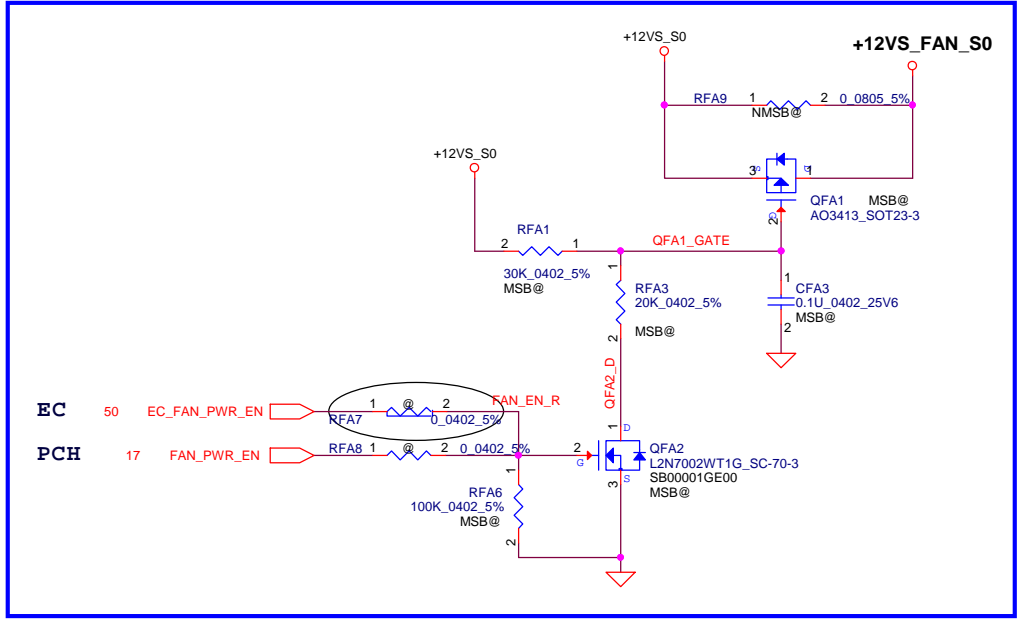 +12VS_S0
+12VS_FAN_S0
RFA9 1 2 0_0805_5%
NMSB@
+12VS_S0
3 S D 1
QFA1 MSB@
AO3413_SOT23-3
G
2
RFA1
2 1
QFA1_GATE
30K_0402_5%
MSB@
1
RFA3
20K_0402_5%
MSB@
2
1
CFA3
0.1U_0402_25V6
MSB@
2
QFA2_D
EC 50 EC_FAN_PWR_EN
1 @ 2 FAN_EN_R
RFA7 0_0402_5%
PCH 17 FAN_PWR_EN
RFA8 1 @ 2 0_0402_5%
1 D
2
G
QFA2
L2N7002WT1G_SC-70-3
SB00001GE00
MSB@
3 S
1
RFA6
100K_0402_5%
MSB@
2